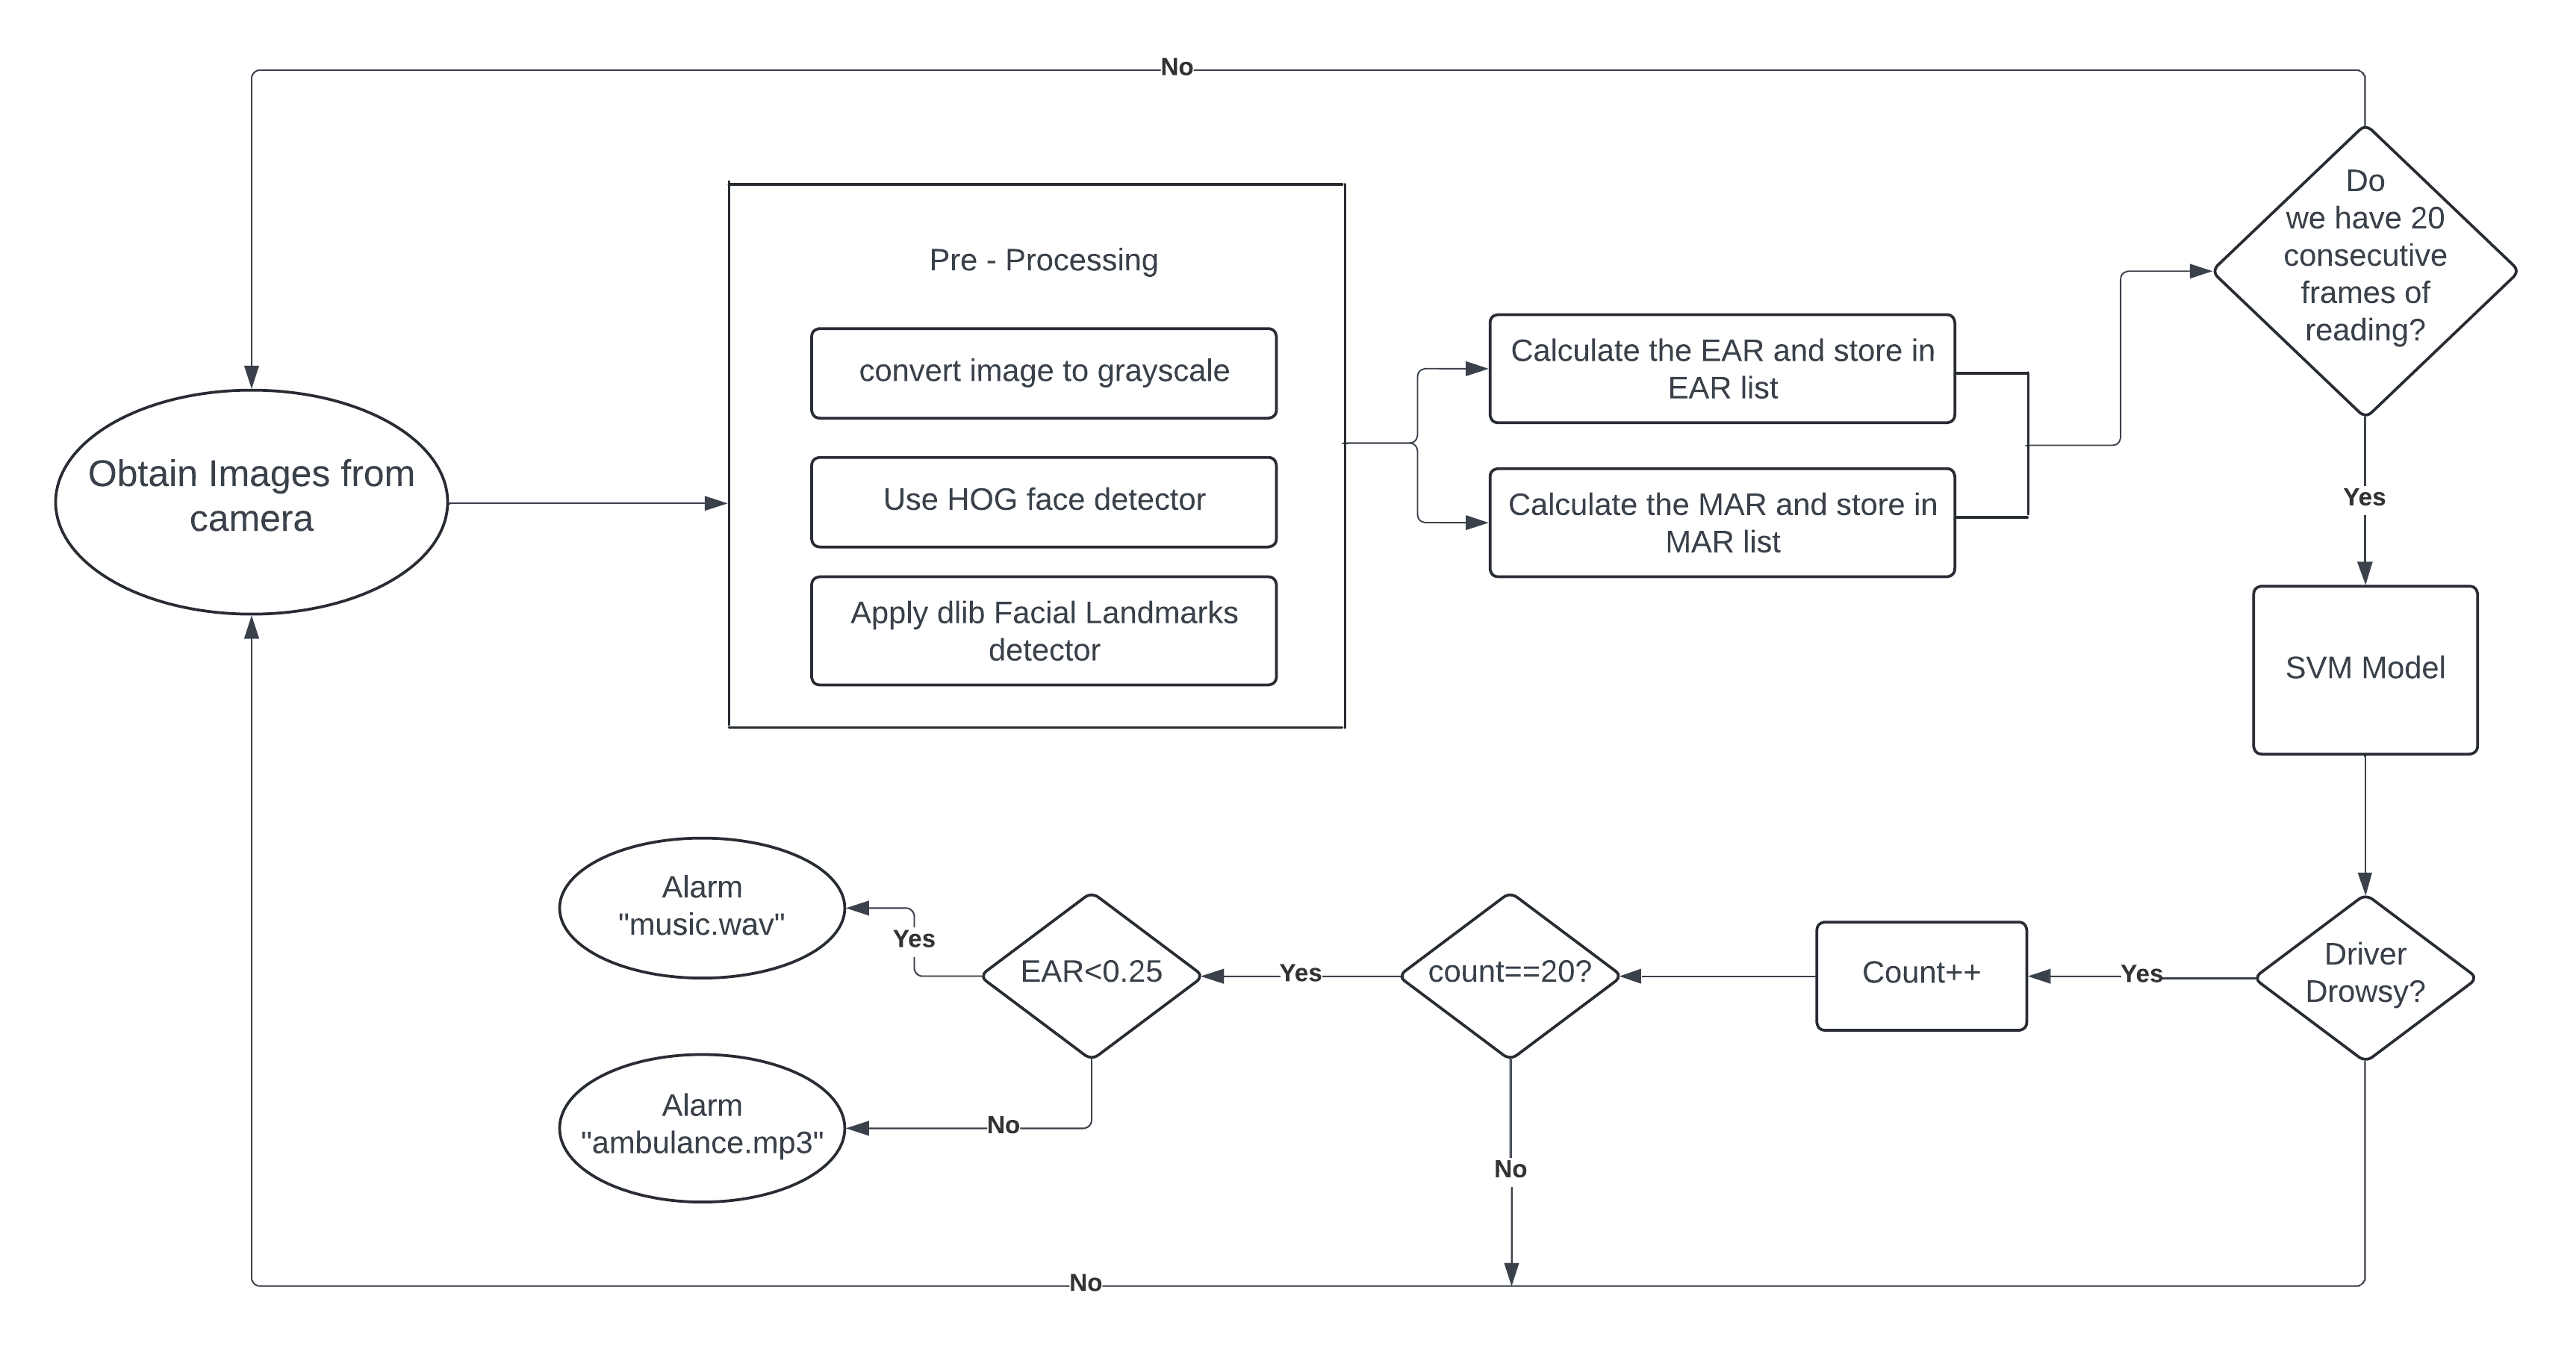 No
Obtain Images from
camera
Pre - Processing
convert image to grayscale
Use HOG face detector
Apply dlib Facial Landmarks
detector
Calculate the EAR and store in
EAR list
Calculate the MAR and store in
MAR list
Do
we have 20
consecutive
frames of
reading?
Yes
SVM Model
Driver
Drowsy?
Yes
Count++
count==20?
Yes
No
EAR<0.25
Yes
Alarm
"music.wav"
No
Alarm
"ambulance.mp3"
No